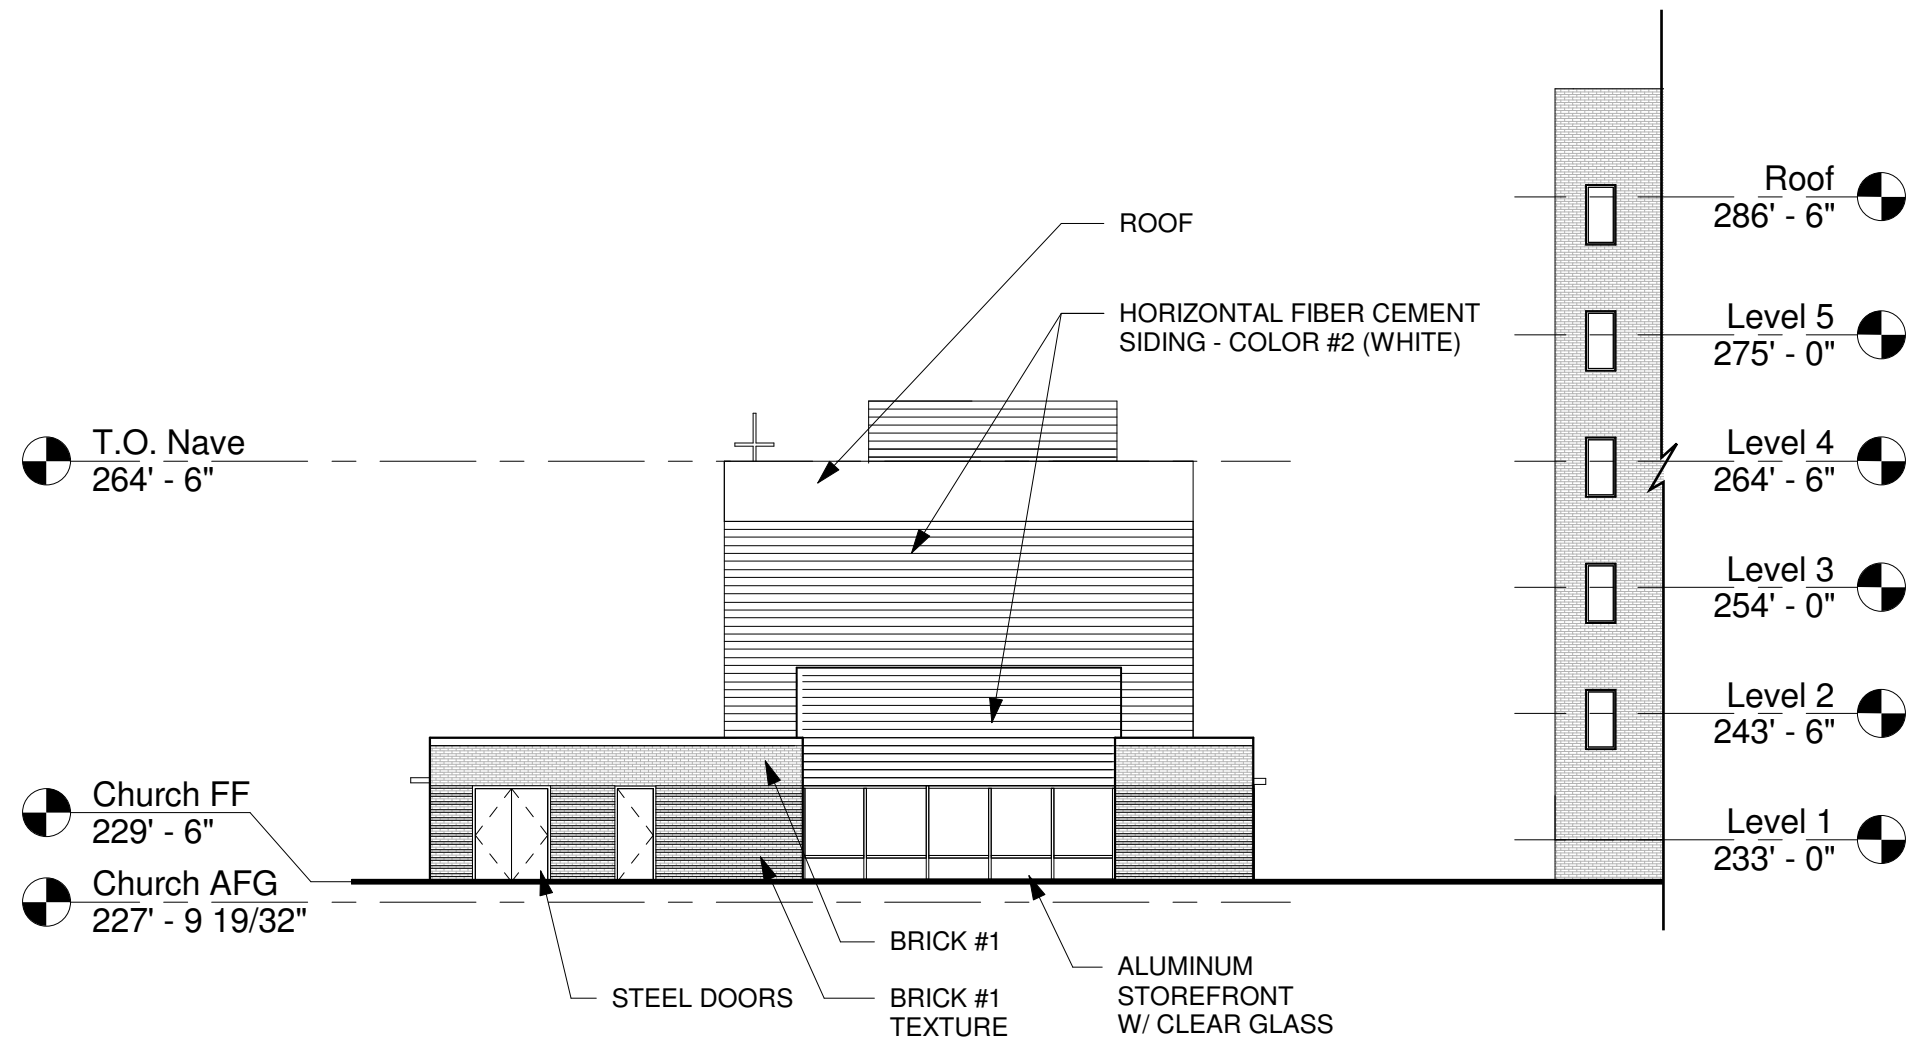 Roof
286' - 6"
ROOF
HORIZONTAL FIBER CEMENT
SIDING - COLOR #2 (WHITE)
Level 5
275' - 0"
T.O. Nave
264' - 6"
Level 4
264' - 6"
Level 3
254' - 0"
Level 2
243' - 6"
Church FF
229' - 6"
Level 1
233' - 0"
Church AFG
227' - 9 19/32"
BRICK #1
STEEL DOORS
BRICK #1
TEXTURE
ALUMINUM
STOREFRONT
W/ CLEAR GLASS